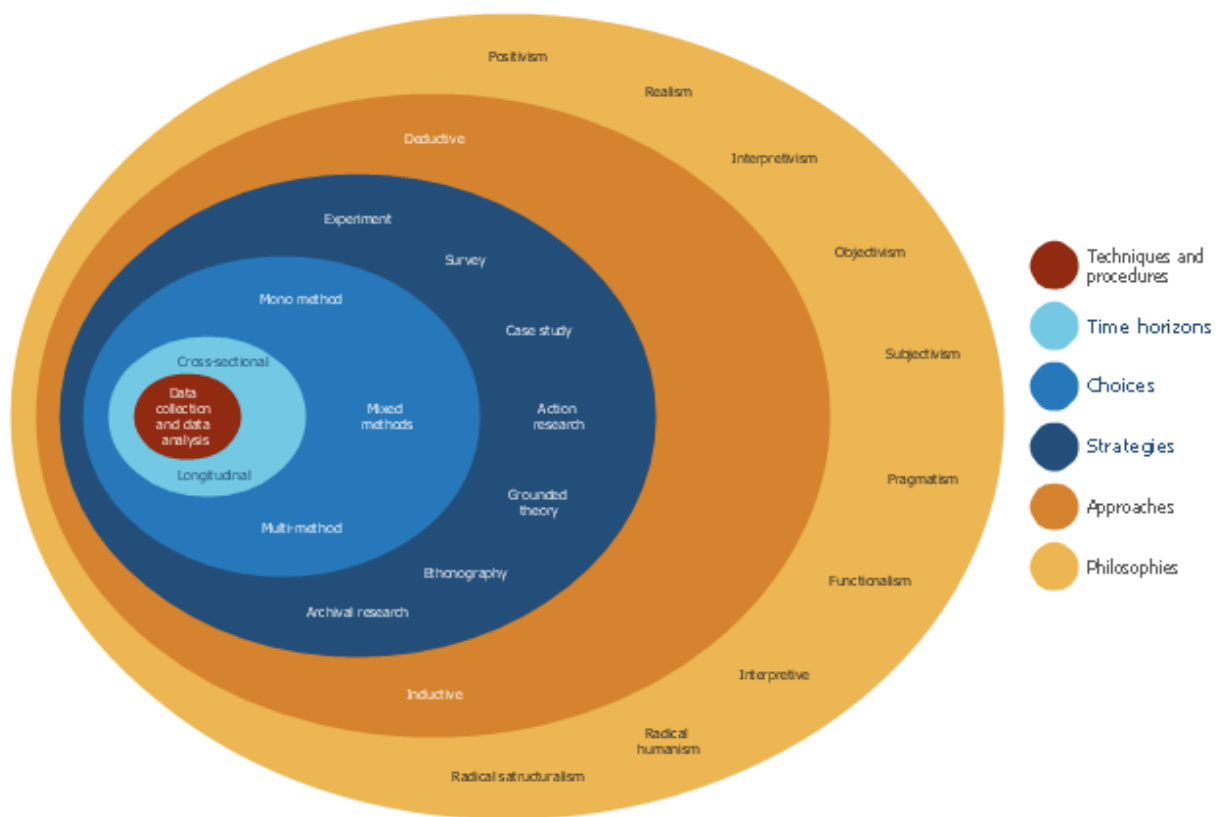 Positivism
Realism
Deductive
Interpretivism
Experiment
Survey
Objectivism
Mono method
Case study
Subjectivism
Cross-sectional
Data
collection
and data
analysis
Mixed
methods
Action
research
Longitudinal
Pragmatism
Grounded
theory
Multi-method
Ethonography
Functionalism
Archival research
Interpretive
Inductive
Radical
humanism
Radical satructuralism
Techniques and
procedures
Time horizons
Choices
Strategies
Approaches
Philosophies